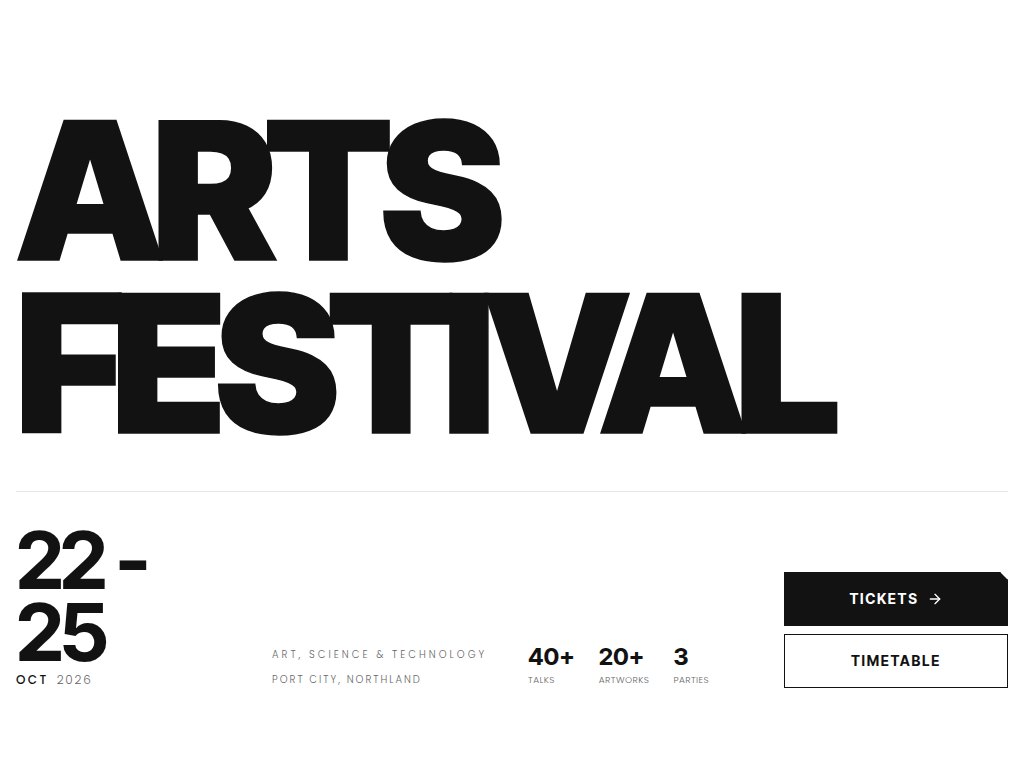 ARTS
FESTIVAL
22 -
25
OCT 2026
ART, SCIENCE & TECHNOLOGY
PORT CITY, NORTHLAND
40+
TALKS
20+
ARTWORKS
3
PARTIES
TICKETS →
TIMETABLE